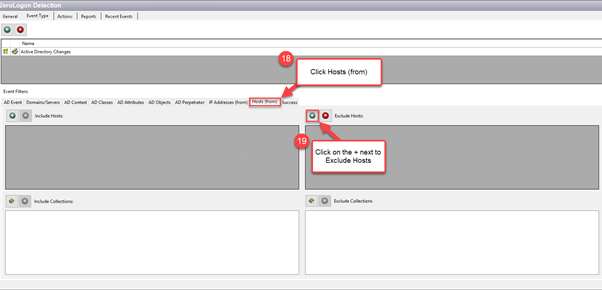 ZeroLogon Detection
General Event Type Actions Reports Recent Events
Name
Active Directory Changes
18
Click Hosts (from)
Event Filters
AD Event Domains/Servers AD Context AD Classes AD Attributes AD Objects AD Perpetrator IP Addresses (from) Hosts (from) Success
Include Hosts: Exclude Hosts:
19
Click on the + next to
Exclude Hosts
Include Collections: Exclude Collections